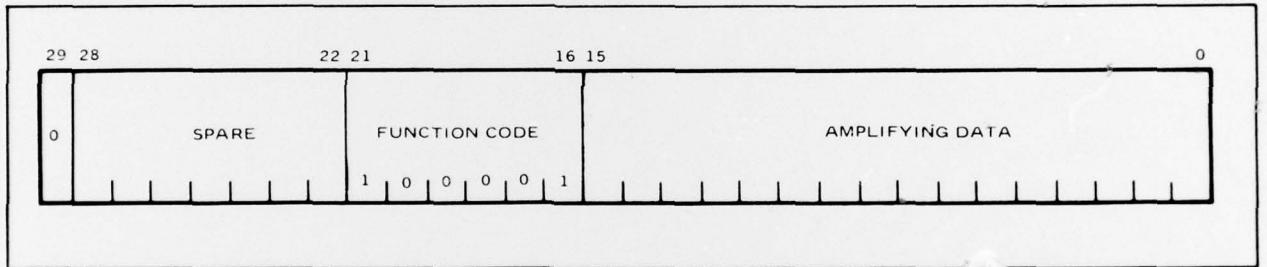 29 28 22 21 16 15 0
0 SPARE FUNCTION CODE AMPLIFYING DATA
1 0 0 0 0 1